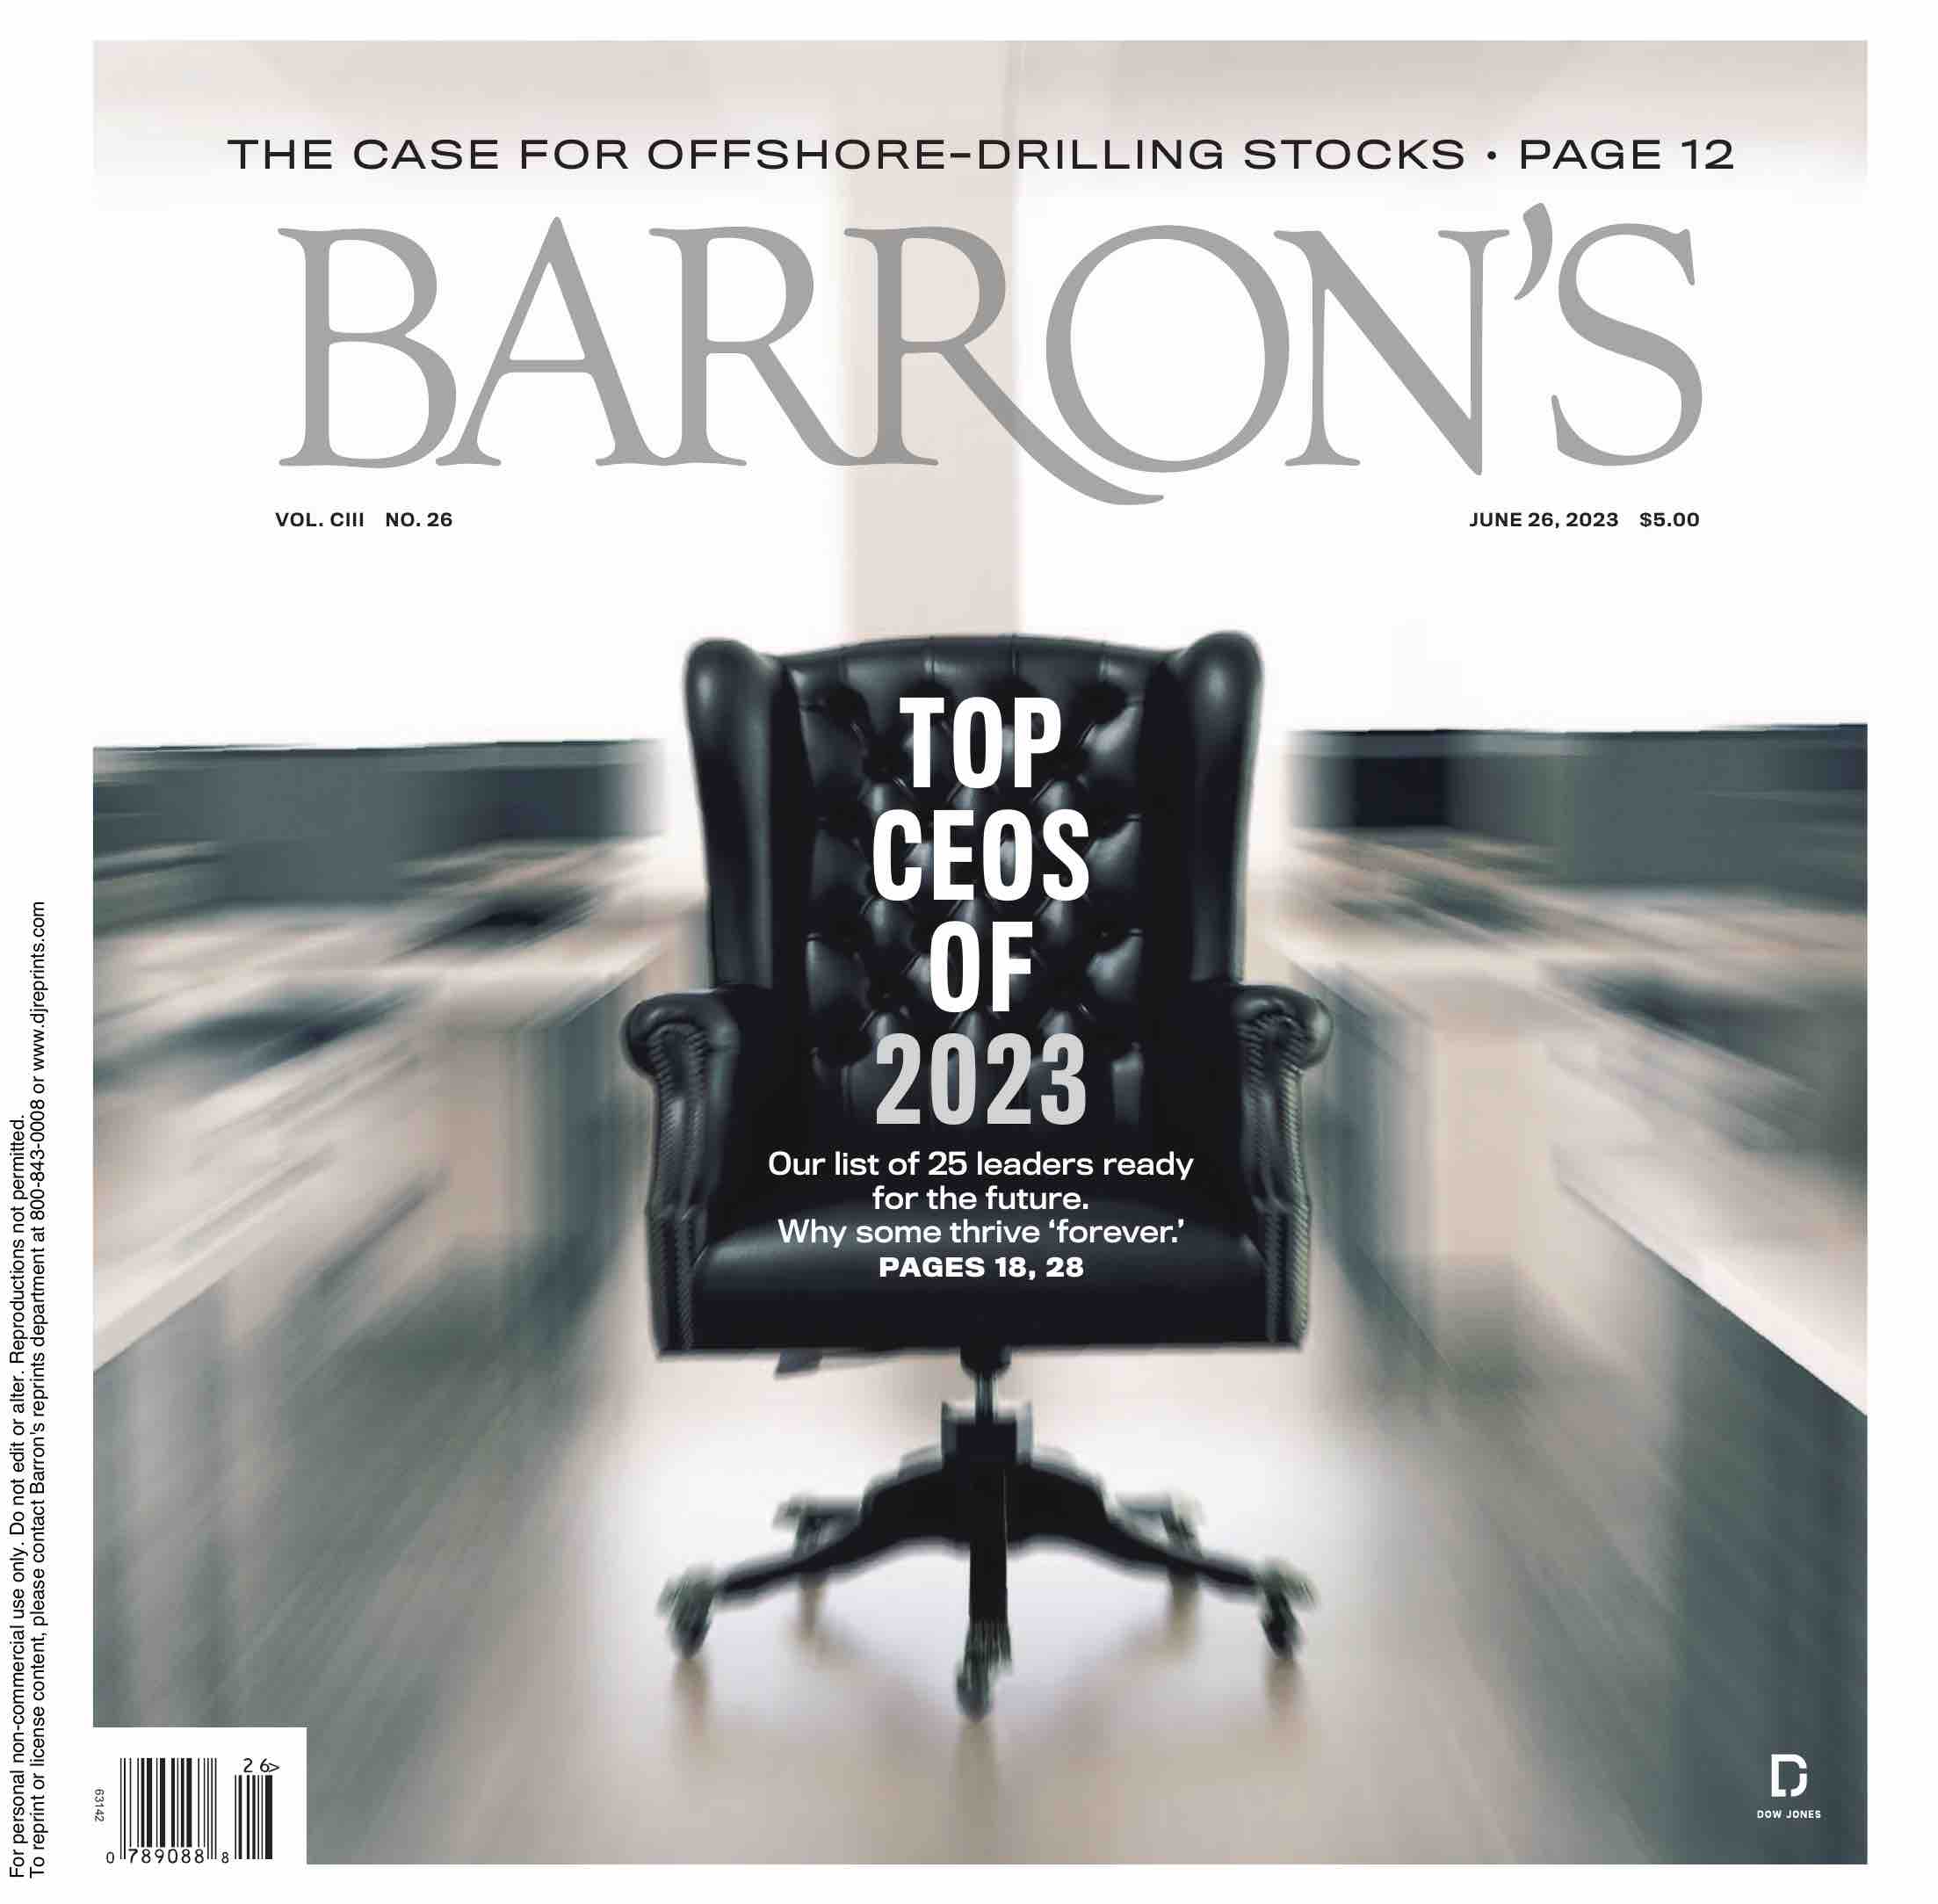 THE CASE FOR OFFSHORE-DRILLING STOCKS • PAGE 12
BARRON'S
VOL. CIII NO. 26
JUNE 26, 2023 $5.00
TOP
CEOS
OF
2023
Our list of 25 leaders ready
for the future.
Why some thrive ‘forever.’
PAGES 18, 28
For personal non-commercial use only. Do not edit or alter. Reproductions not permitted.
To reprint or license content, please contact Barron's reprints department at 800-843-0008 or www.djreprints.com
63142
26>
0 789088 8
D
DOW JONES